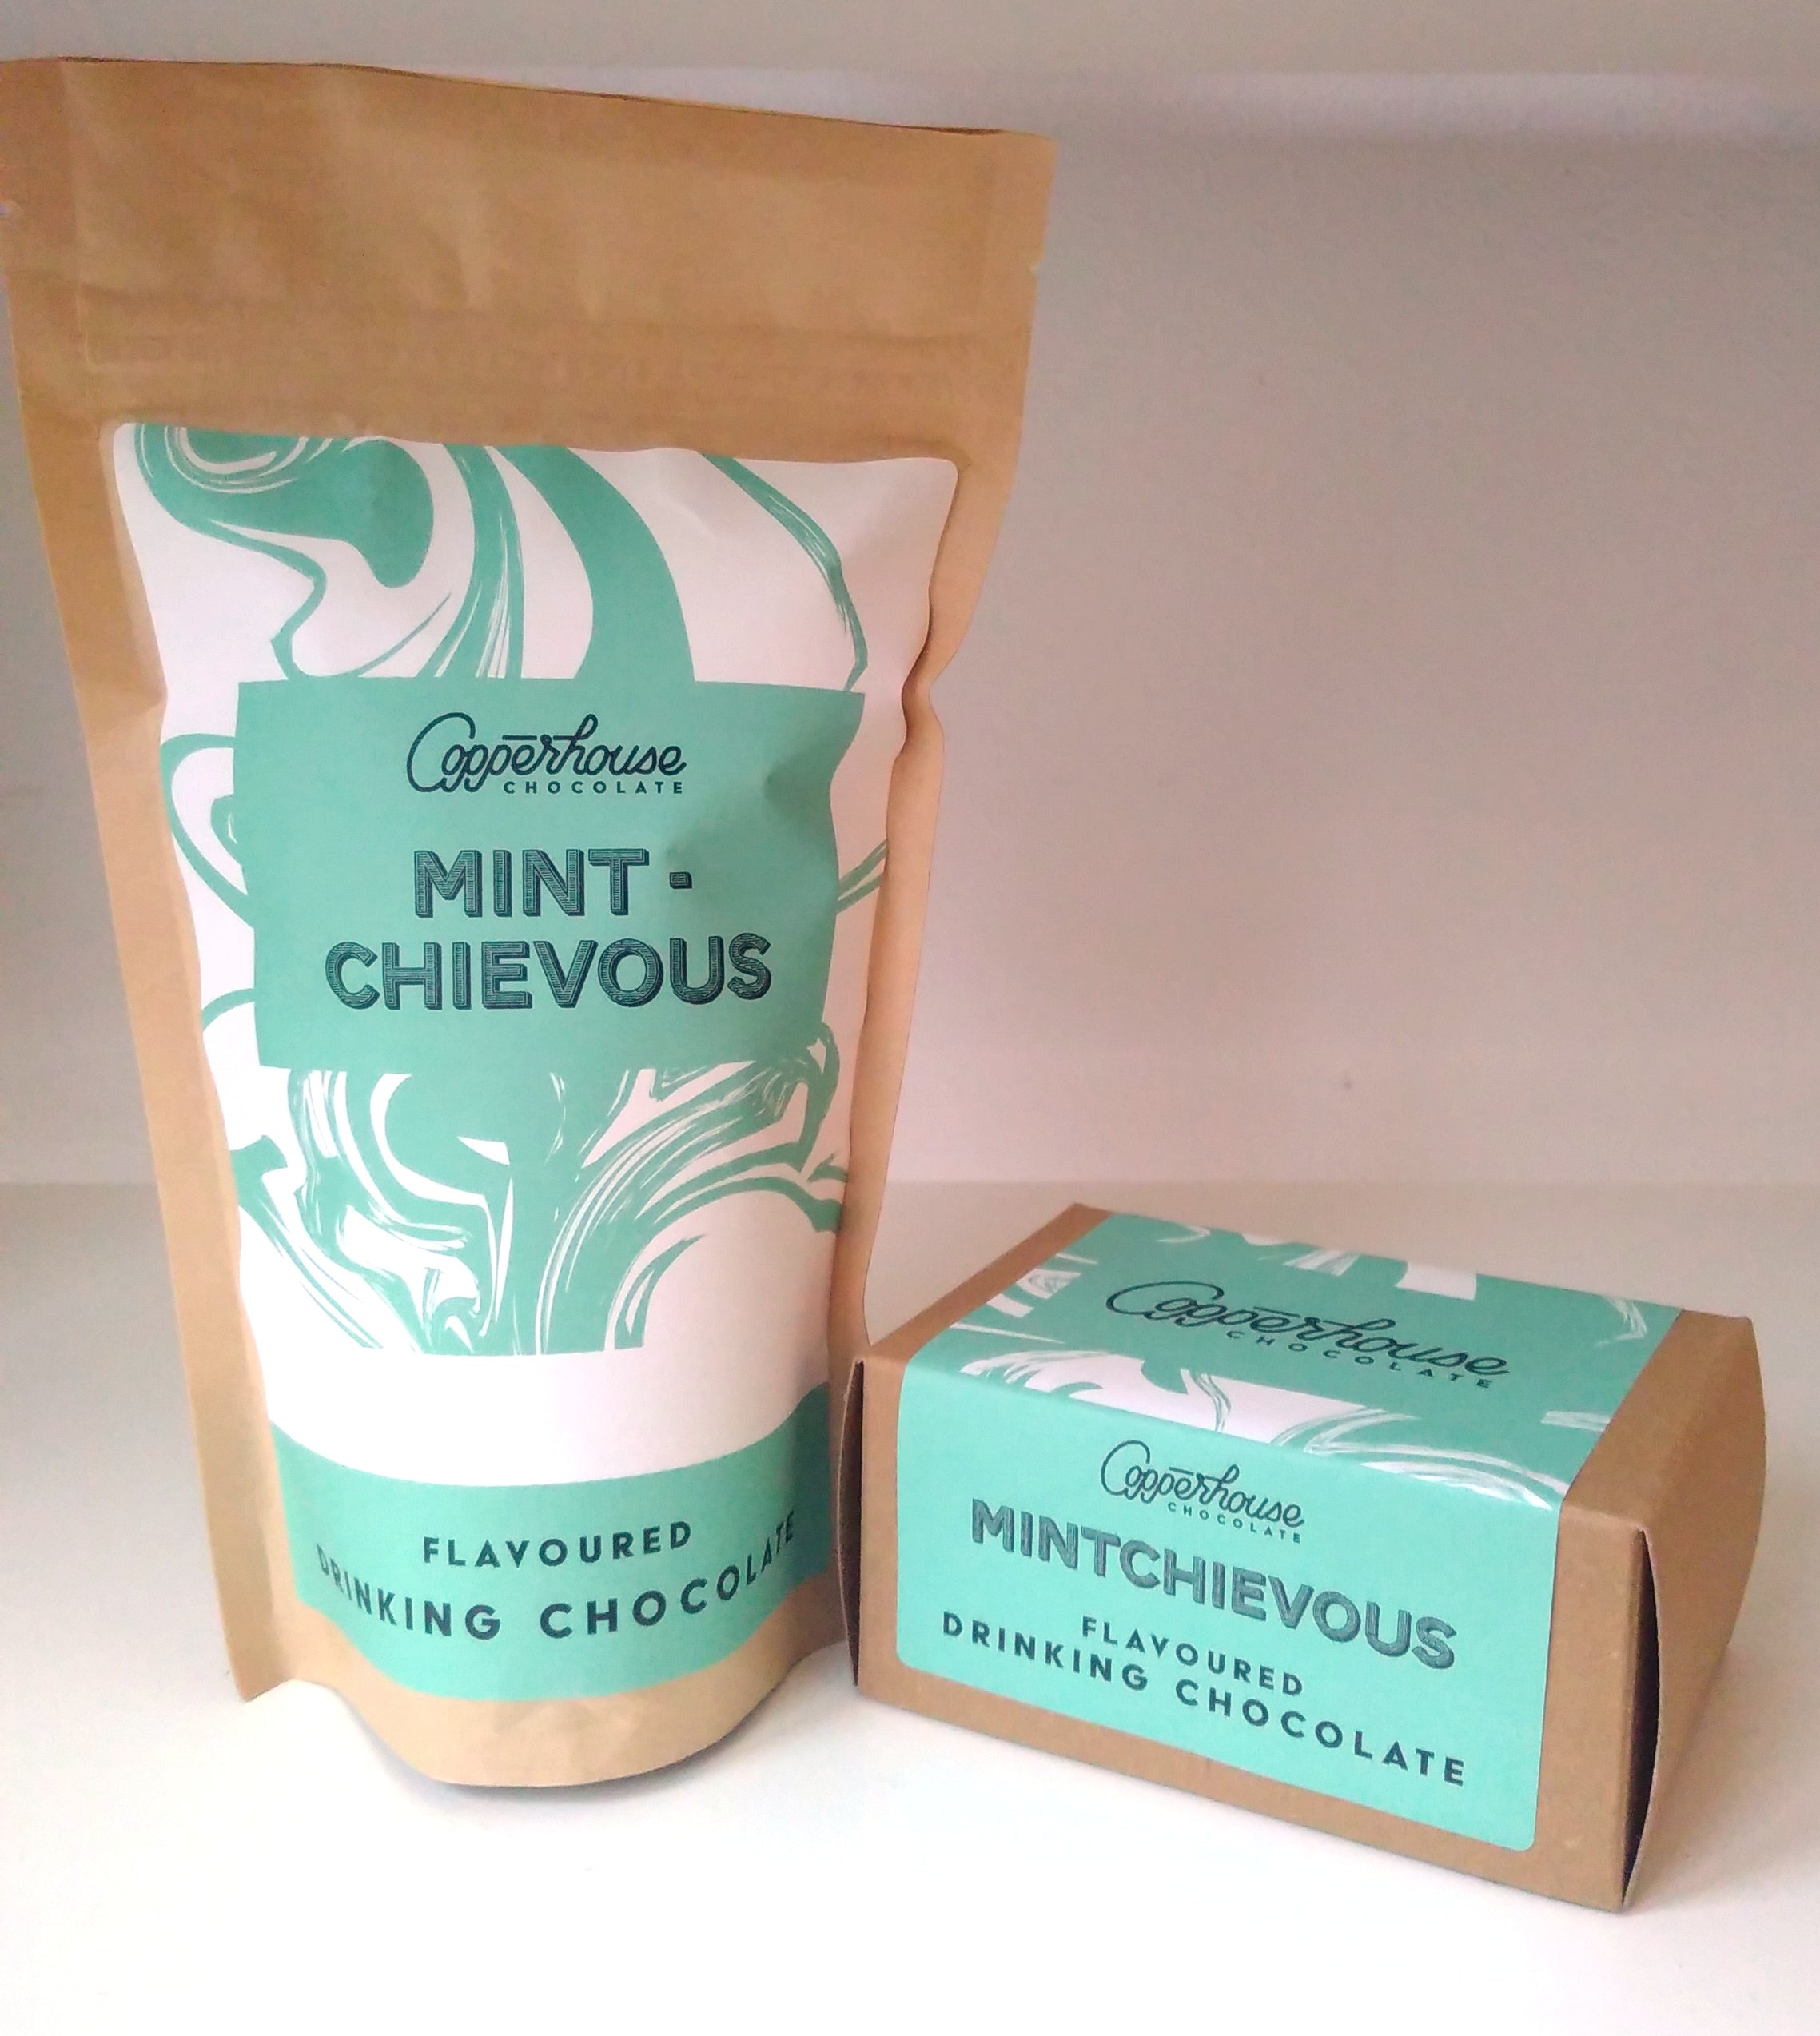 Copperhouse
CHOCOLATE
MINT-
CHIEVOUS
FLAVOURED
DRINKING CHOCOLATE
Copperhouse
CHOCOLATE
Copperhouse
CHOCOLATE
MINTCHIEVOUS
FLAVOURED
DRINKING CHOCOLATE